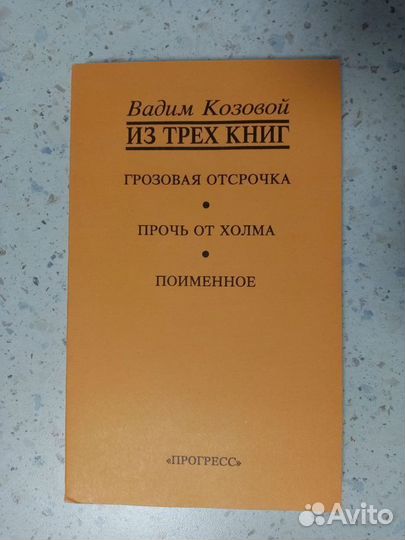 Вадим Козовой
ИЗ ТРЕХ КНИГ
ГРОЗОВАЯ ОТСРОЧКА
•
ПРОЧЬ ОТ ХОЛМА
•
ПОИМЕННОЕ
«ПРОГРЕСС»
Avito